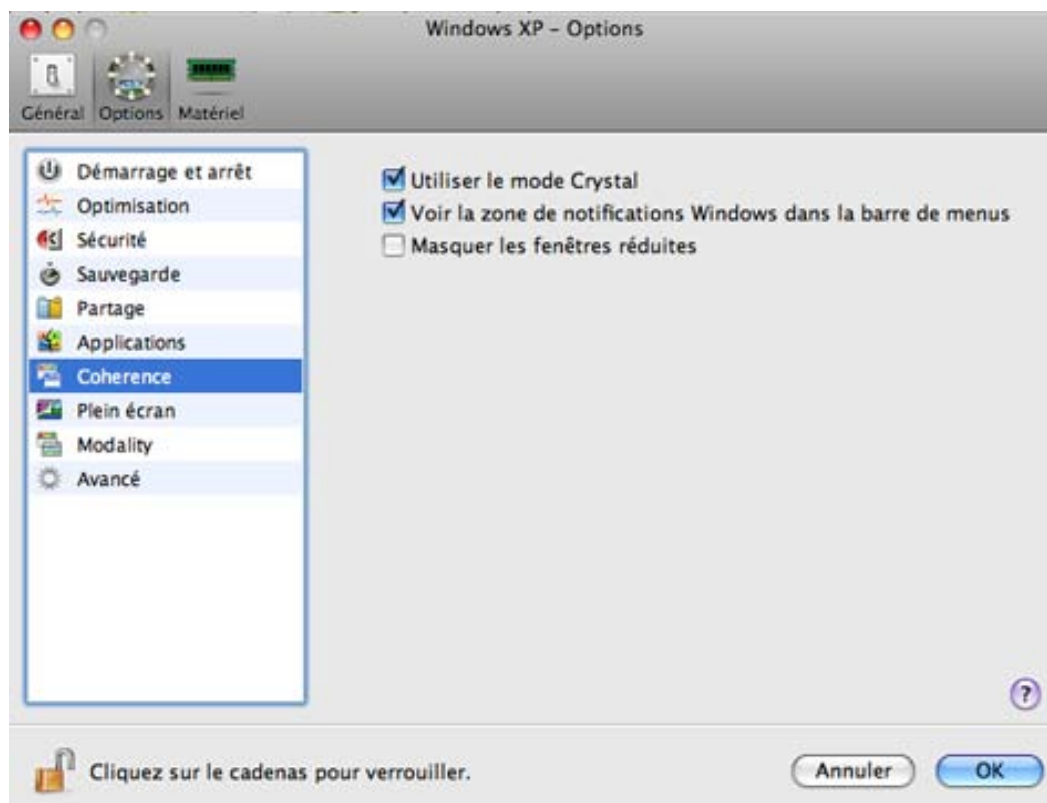 Windows XP – Options
Général Options Matériel
Démarrage et arrêt
Optimisation
Sécurité
Sauvegarde
Partage
Applications
Coherence
Plein écran
Modality
Avancé
Utiliser le mode Crystal
Voir la zone de notifications Windows dans la barre de menus
Masquer les fenêtres réduites
?
Cliquez sur le cadenas pour verrouiller.
Annuler OK